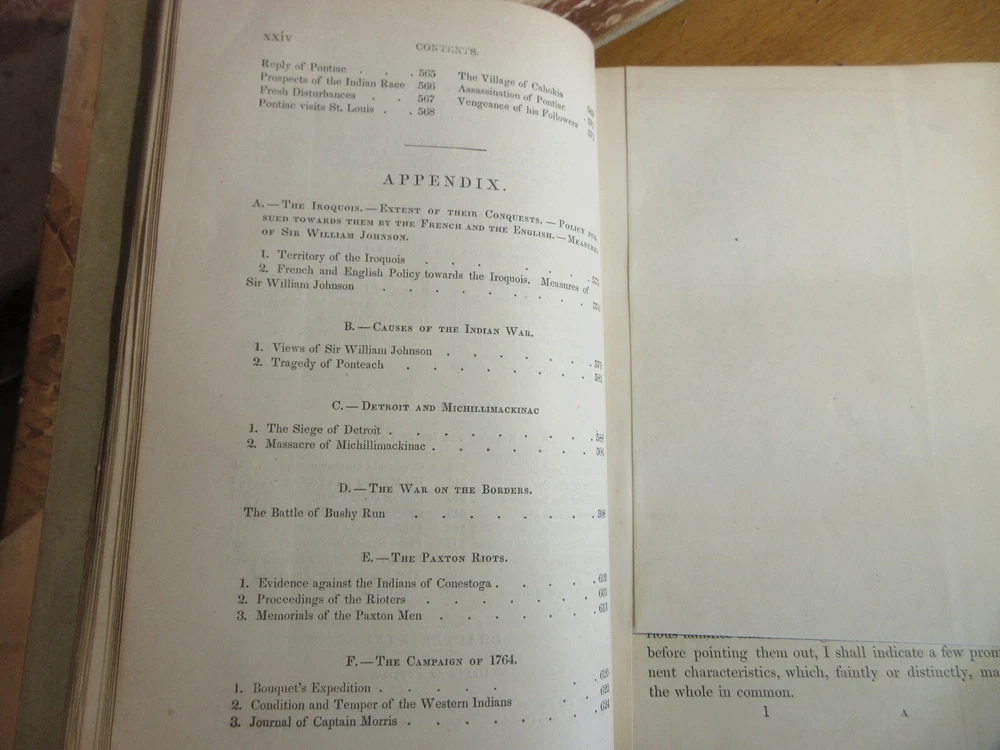 xxiv
CONTENTS.
Reply of Pontiac . . . 565
Prospects of the Indian Race 566
Fresh Disturbances . . 567
Pontiac visits St. Louis . . 568
The Village of Cahokia
Assassination of Pontiac
Vengeance of his Followers
APPENDIX.
A. — The Iroquois. — Extent of their Conquests. — Policy pur-
sued towards them by the French and the English. — Measures
of Sir William Johnson.
1. Territory of the Iroquois . . . . . . .
2. French and English Policy towards the Iroquois. Measures of
Sir William Johnson . . . . . . . .
B. — Causes of the Indian War.
1. Views of Sir William Johnson . . . . . .
2. Tragedy of Ponteach . . . . . . . 581
C. — Detroit and Michillimackinac
1. The Siege of Detroit . . . . . . . .
2. Massacre of Michillimackinac . . . . . .
D. — The War on the Borders.
The Battle of Bushy Run . . . . . . . 598
E. — The Paxton Riots.
1. Evidence against the Indians of Conestoga . . . .
2. Proceedings of the Rioters . . . . . .
3. Memorials of the Paxton Men . . . . . 613
F. — The Campaign of 1764.
1. Bouquet's Expedition . . . . . . .
2. Condition and Temper of the Western Indians . .
3. Journal of Captain Morris . . . . . . 624
before pointing them out, I shall indicate a few prom
nent characteristics, which, faintly or distinctly, ma
the whole in common.
1
A